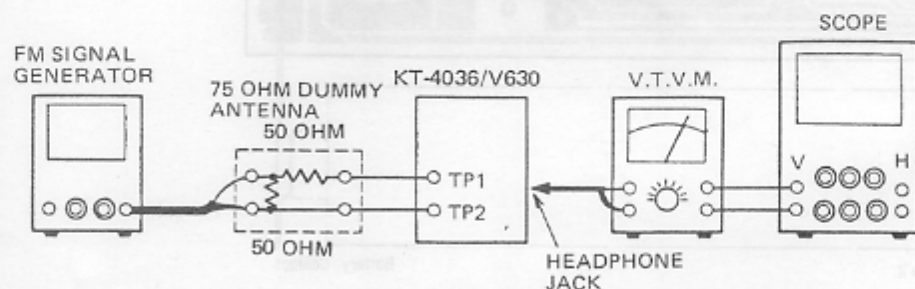 SCOPE
FM SIGNAL
GENERATOR
75 OHM DUMMY
ANTENNA
50 OHM
KT-4036/V630
V.T.V.M.
TP1
TP2
V
H
50 OHM
HEADPHONE
JACK